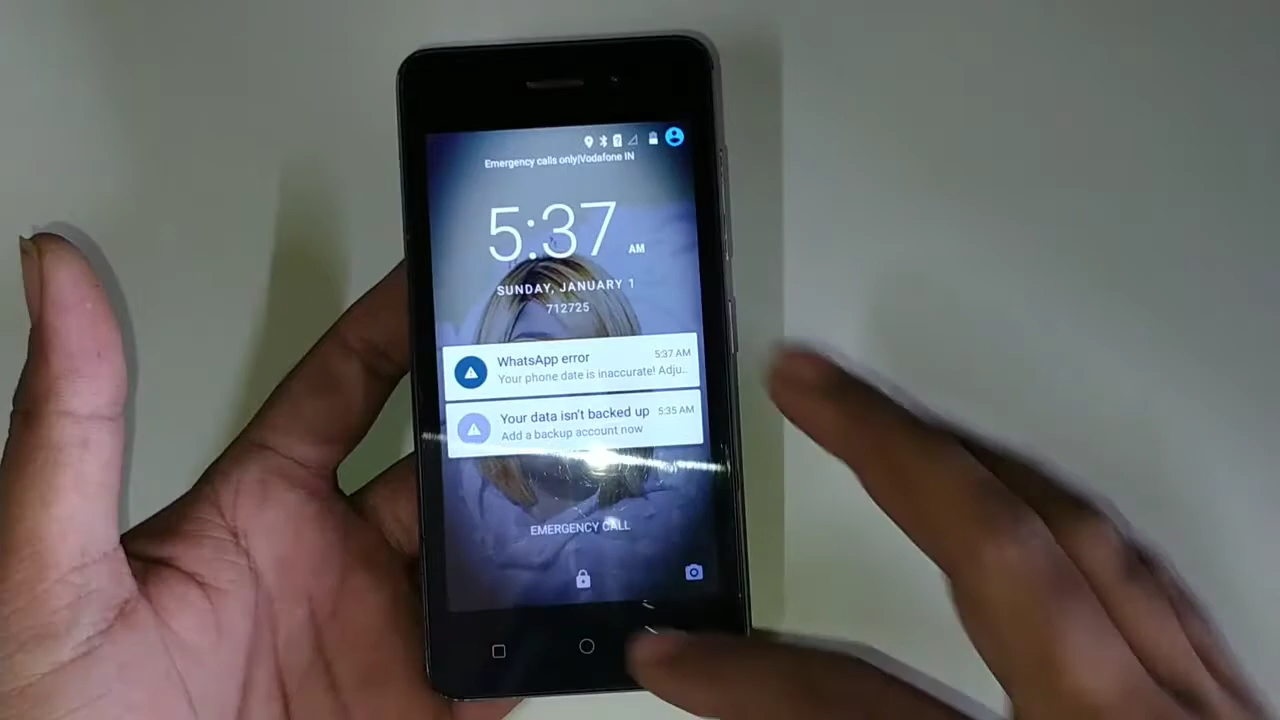 Emergency calls only|Vodafone IN
5:37 AM
SUNDAY, JANUARY 1
712725
WhatsApp error 5:37 AM
Your phone date is inaccurate! Adju..
Your data isn't backed up 5:35 AM
Add a backup account now
EMERGENCY CALL